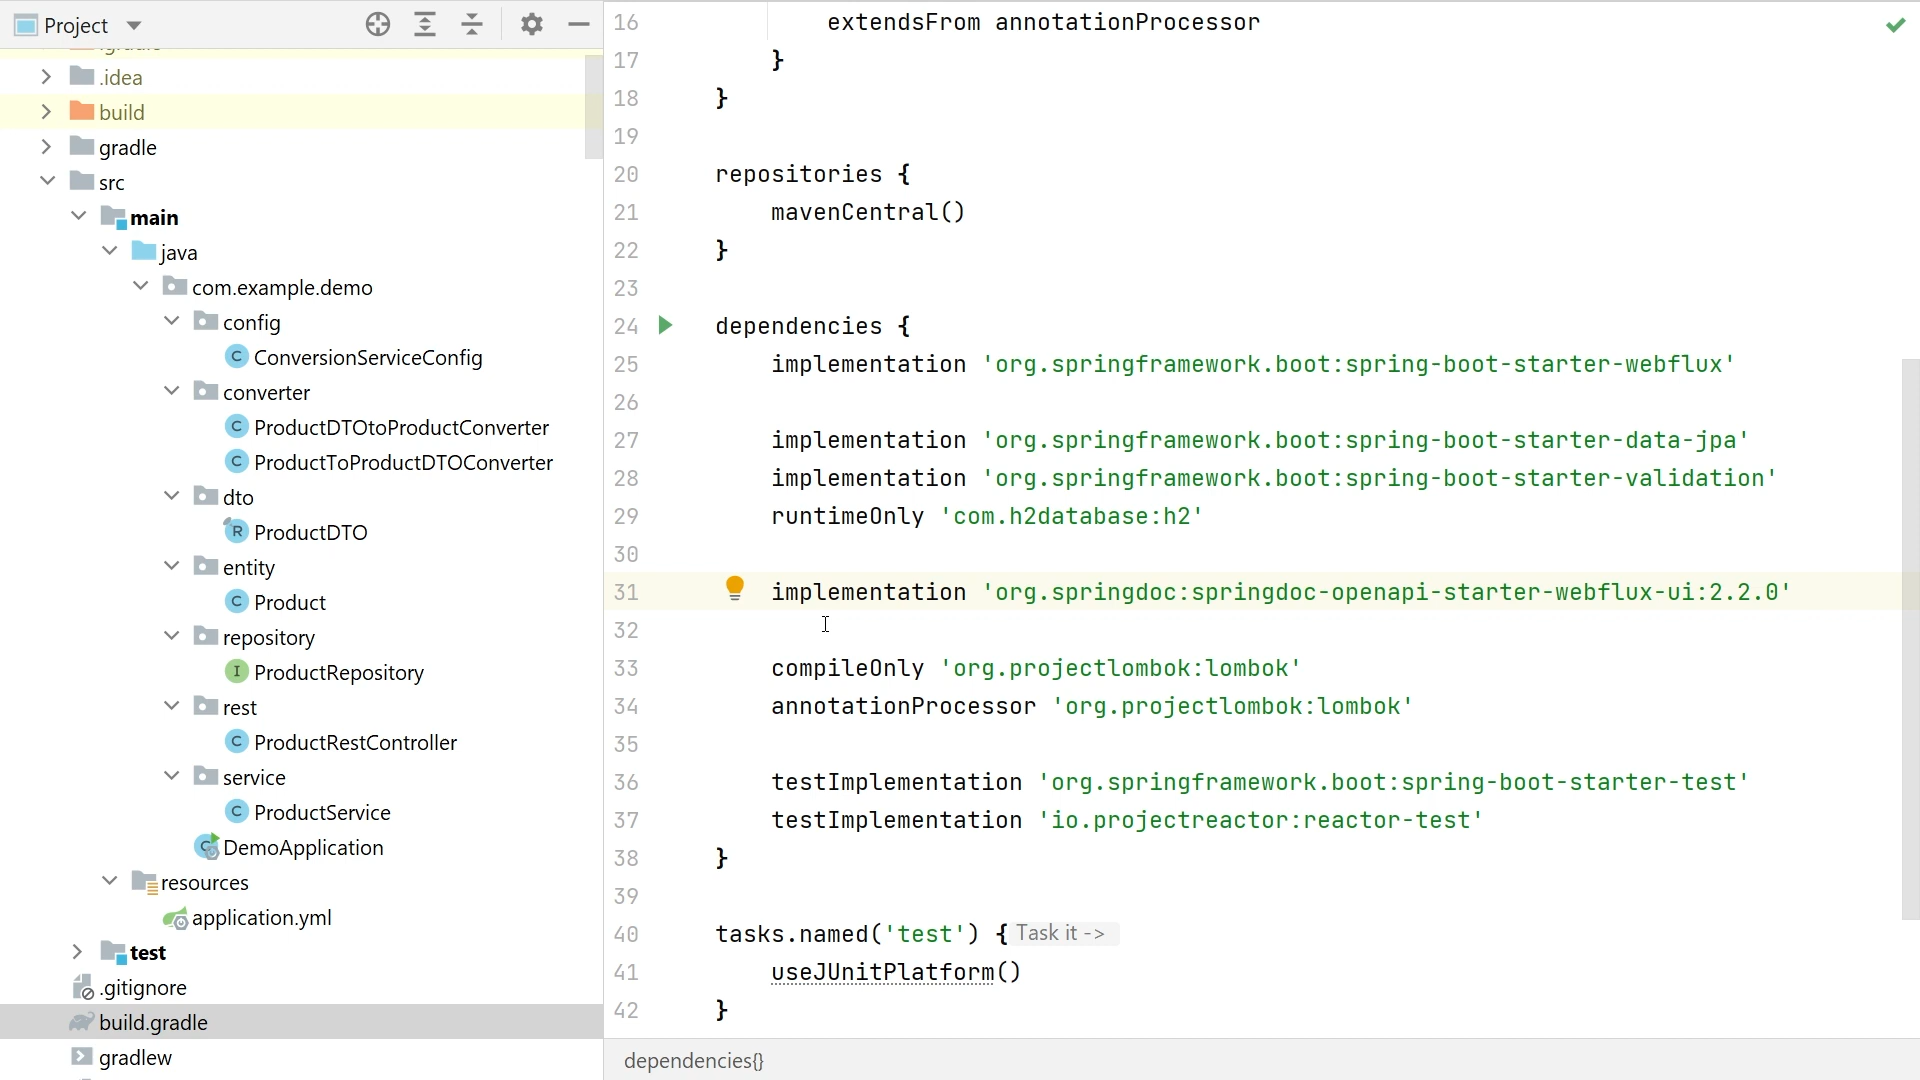 Project
.idea
build
gradle
src
main
java
com.example.demo
config
ConversionServiceConfig
converter
ProductDTOtoProductConverter
ProductToProductDTOConverter
dto
ProductDTO
entity
Product
repository
ProductRepository
rest
ProductRestController
service
ProductService
DemoApplication
resources
application.yml
test
.gitignore
build.gradle
gradlew
16 extendsFrom annotationProcessor
17 }
18 }
19
20 repositories {
21 mavenCentral()
22 }
23
24 dependencies {
25 implementation 'org.springframework.boot:spring-boot-starter-webflux'
26
27 implementation 'org.springframework.boot:spring-boot-starter-data-jpa'
28 implementation 'org.springframework.boot:spring-boot-starter-validation'
29 runtimeOnly 'com.h2database:h2'
30
31 implementation 'org.springdoc:springdoc-openapi-starter-webflux-ui:2.2.0'
32
33 compileOnly 'org.projectlombok:lombok'
34 annotationProcessor 'org.projectlombok:lombok'
35
36 testImplementation 'org.springframework.boot:spring-boot-starter-test'
37 testImplementation 'io.projectreactor:reactor-test'
38 }
39
40 tasks.named('test') { Task it ->
41 useJUnitPlatform()
42 }
dependencies{}